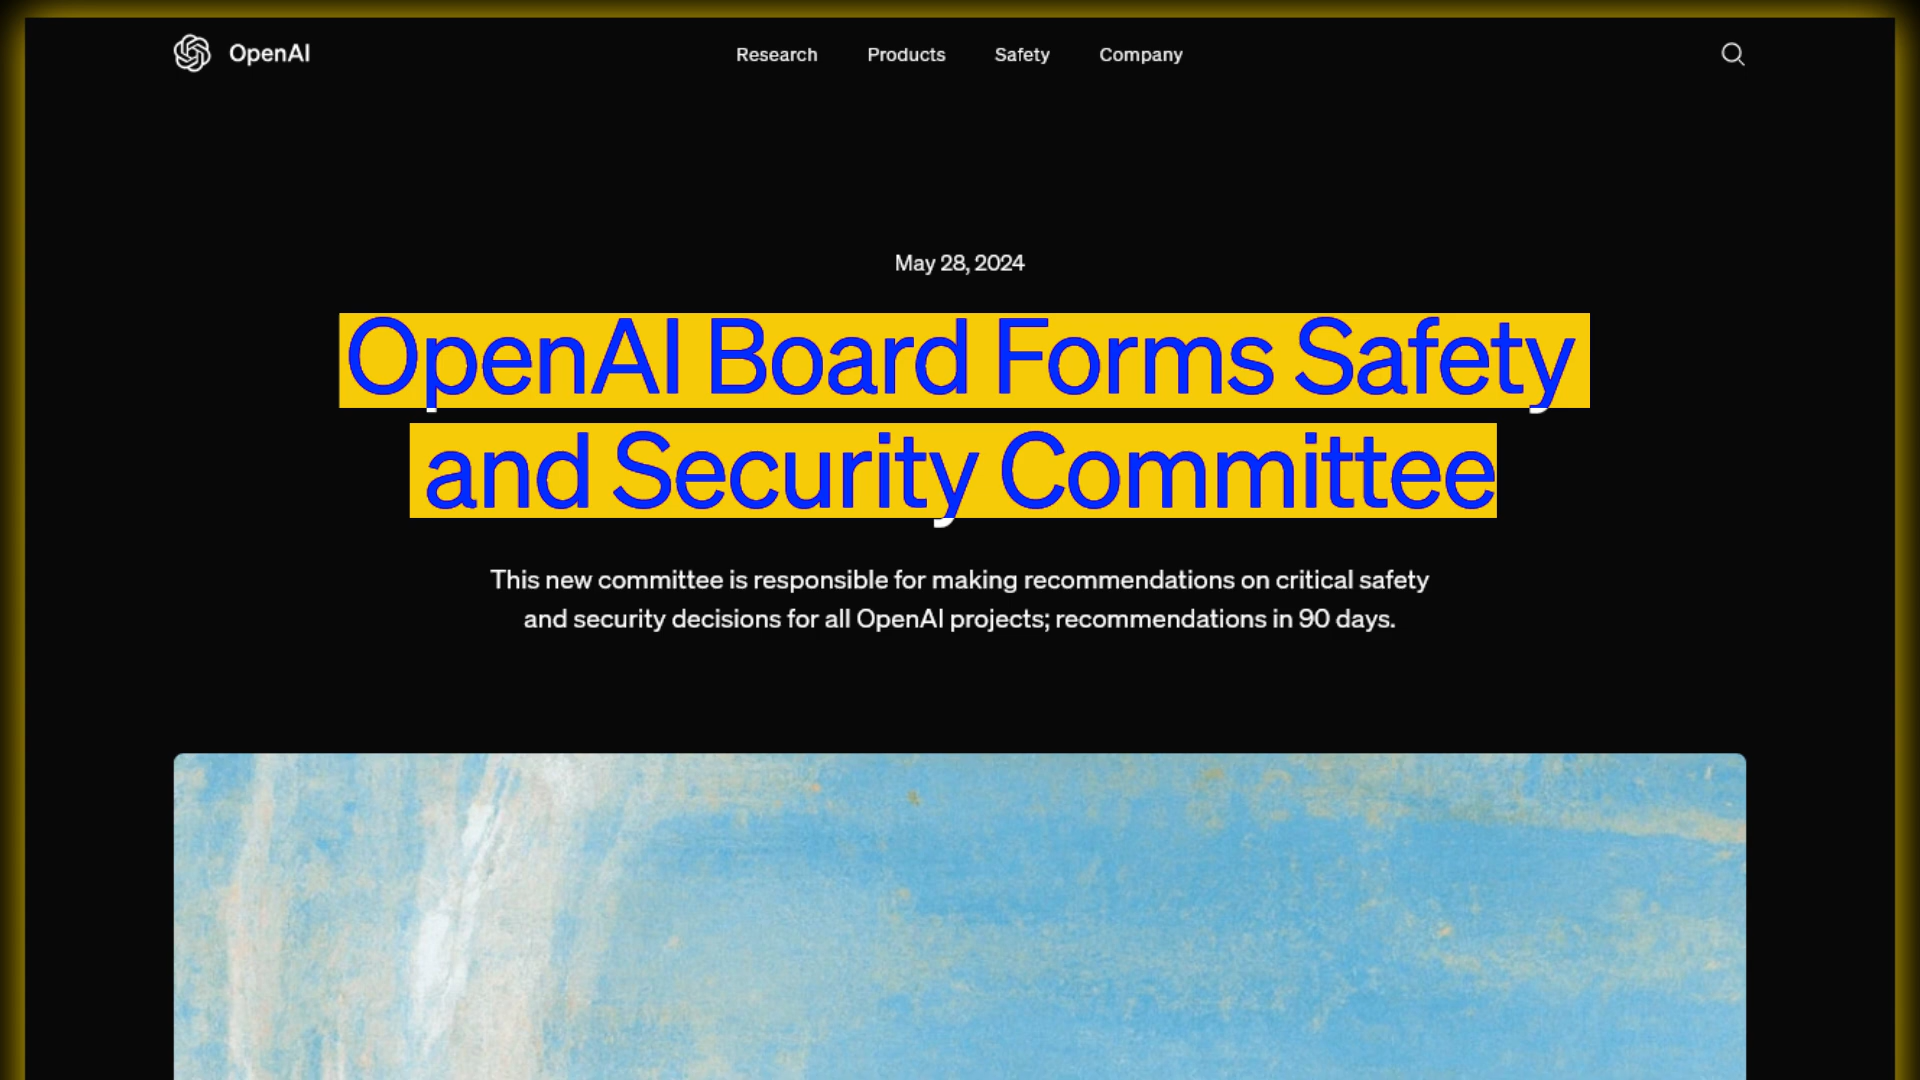 OpenAI
Research Products Safety Company
May 28, 2024
OpenAI Board Forms Safety
and Security Committee
This new committee is responsible for making recommendations on critical safety
and security decisions for all OpenAI projects; recommendations in 90 days.